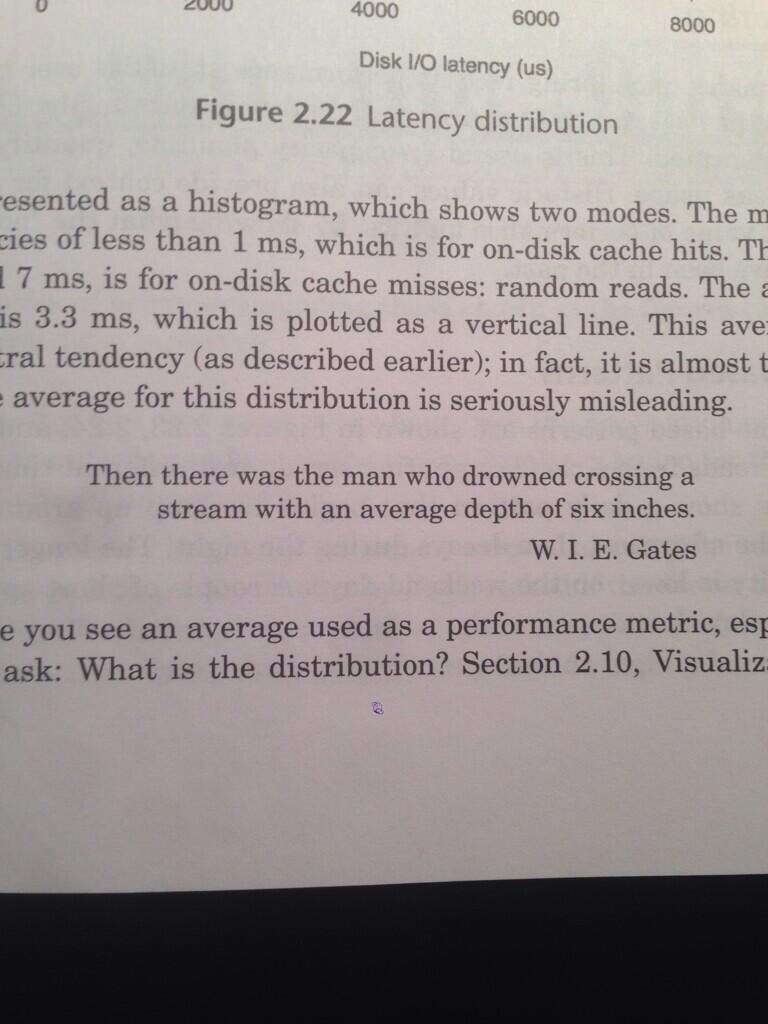 0 2000 4000 6000 8000
Disk I/O latency (us)
Figure 2.22 Latency distribution
esented as a histogram, which shows two modes. The m
cies of less than 1 ms, which is for on-disk cache hits. Th
l 7 ms, is for on-disk cache misses: random reads. The a
is 3.3 ms, which is plotted as a vertical line. This ave
tral tendency (as described earlier); in fact, it is almost t
e average for this distribution is seriously misleading.
Then there was the man who drowned crossing a
stream with an average depth of six inches.
W. I. E. Gates
e you see an average used as a performance metric, esp
ask: What is the distribution? Section 2.10, Visualiz